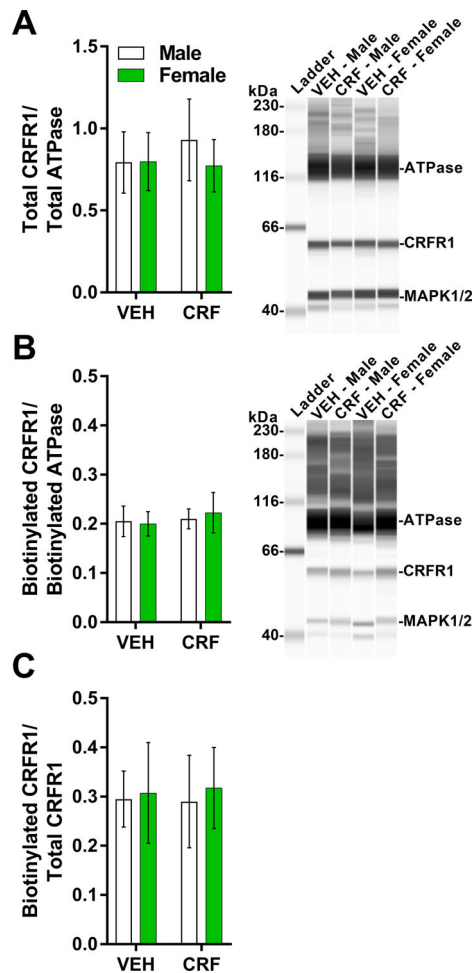 A
Total CRFR1/
Total ATPase
1.5
1.0
0.5
0.0
Male
Female
VEH
CRF
kDa
Ladder
VEH - Male
CRF - Male
VEH - Female
CRF - Female
230-
180-
116-
66-
40-
-ATPase
-CRFR1
-MAPK1/2
B
Biotinylated CRFR1/
Biotinylated ATPase
0.5
0.4
0.3
0.2
0.1
0.0
VEH
CRF
kDa
Ladder
VEH - Male
CRF - Male
VEH - Female
CRF - Female
230-
180-
116-
66-
40-
-ATPase
-CRFR1
-MAPK1/2
C
Biotinylated CRFR1/
Total CRFR1
0.5
0.4
0.3
0.2
0.1
0.0
VEH
CRF